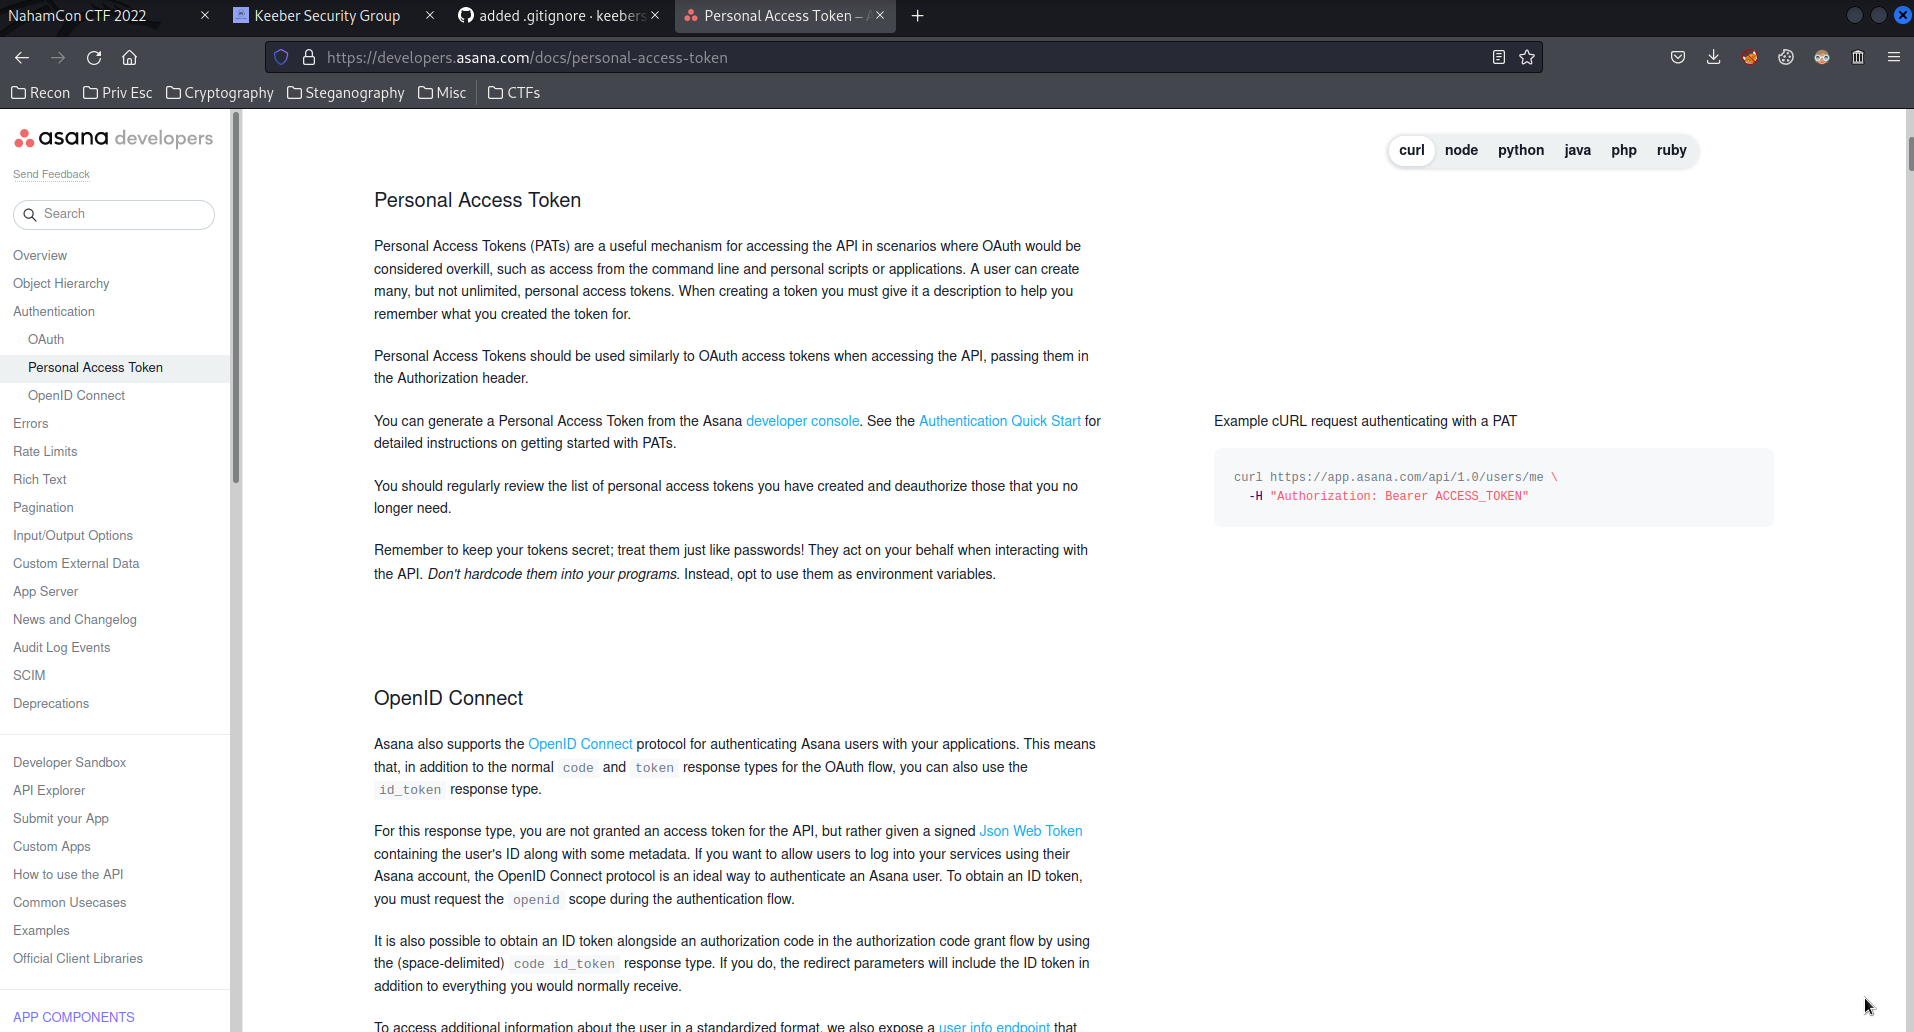 NahamCon CTF 2022
Keeber Security Group
added .gitignore · keebers
Personal Access Token – A
https://developers.asana.com/docs/personal-access-token
Recon Priv Esc Cryptography Steganography Misc CTFs
asana developers
Send Feedback
Search
Overview
Object Hierarchy
Authentication
OAuth
Personal Access Token
OpenID Connect
Errors
Rate Limits
Rich Text
Pagination
Input/Output Options
Custom External Data
App Server
News and Changelog
Audit Log Events
SCIM
Deprecations
Developer Sandbox
API Explorer
Submit your App
Custom Apps
How to use the API
Common Usecases
Examples
Official Client Libraries
APP COMPONENTS
curl node python java php ruby
Personal Access Token
Personal Access Tokens (PATs) are a useful mechanism for accessing the API in scenarios where OAuth would be
considered overkill, such as access from the command line and personal scripts or applications. A user can create
many, but not unlimited, personal access tokens. When creating a token you must give it a description to help you
remember what you created the token for.
Personal Access Tokens should be used similarly to OAuth access tokens when accessing the API, passing them in
the Authorization header.
You can generate a Personal Access Token from the Asana developer console. See the Authentication Quick Start for
detailed instructions on getting started with PATs.
You should regularly review the list of personal access tokens you have created and deauthorize those that you no
longer need.
Remember to keep your tokens secret; treat them just like passwords! They act on your behalf when interacting with
the API. Don't hardcode them into your programs. Instead, opt to use them as environment variables.
Example cURL request authenticating with a PAT
curl https://app.asana.com/api/1.0/users/me \
-H "Authorization: Bearer ACCESS_TOKEN"
OpenID Connect
Asana also supports the OpenID Connect protocol for authenticating Asana users with your applications. This means
that, in addition to the normal code and token response types for the OAuth flow, you can also use the
id_token response type.
For this response type, you are not granted an access token for the API, but rather given a signed Json Web Token
containing the user's ID along with some metadata. If you want to allow users to log into your services using their
Asana account, the OpenID Connect protocol is an ideal way to authenticate an Asana user. To obtain an ID token,
you must request the openid scope during the authentication flow.
It is also possible to obtain an ID token alongside an authorization code in the authorization code grant flow by using
the (space-delimited) code id_token response type. If you do, the redirect parameters will include the ID token in
addition to everything you would normally receive.
To access additional information about the user in a standardized format, we also expose a user info endpoint that